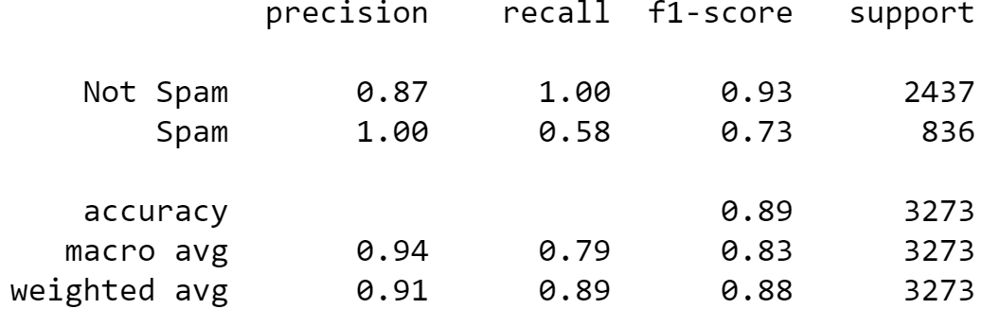 precision recall f1-score support
Not Spam 0.87 1.00 0.93 2437
Spam 1.00 0.58 0.73 836
accuracy 0.89 3273
macro avg 0.94 0.79 0.83 3273
weighted avg 0.91 0.89 0.88 3273